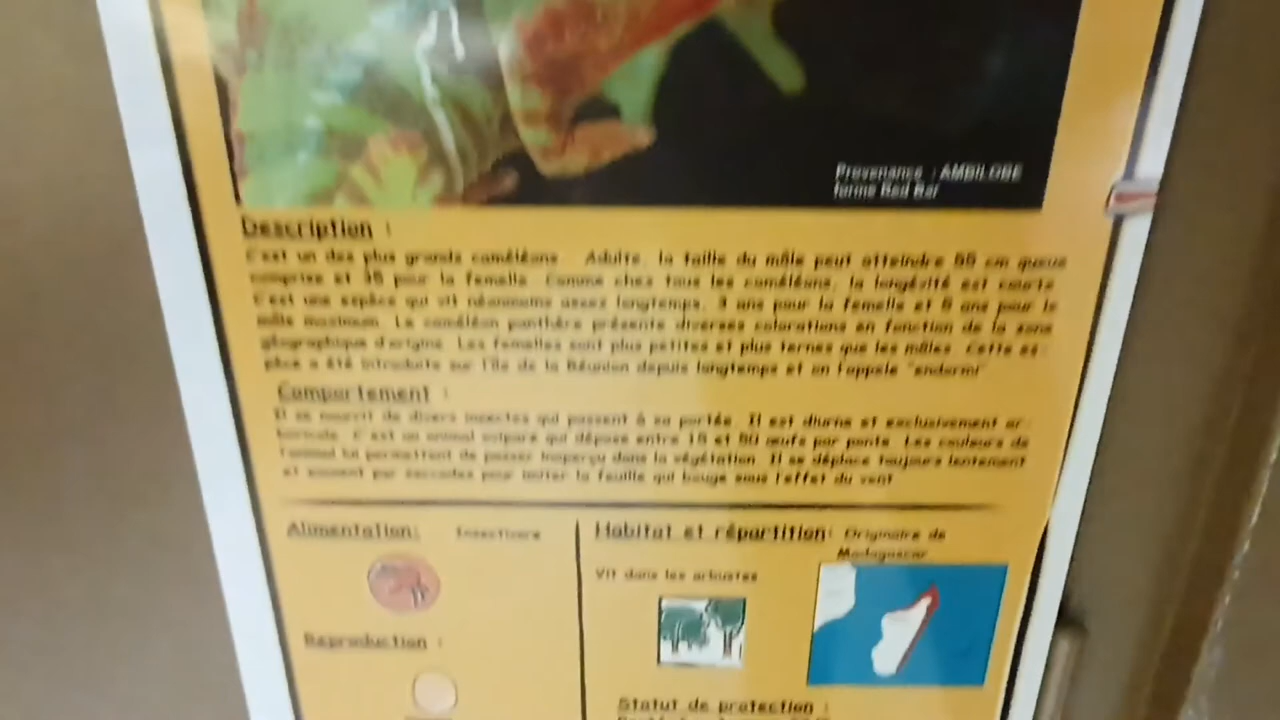 Provenance : AMBILOBE
forme Red Bar
Description :
C'est un des plus grands caméléons. Adulte, la taille du mâle peut atteindre 55 cm queue
comprise et 35 pour la femelle. Comme chez tous les caméléons, la longévité est courte
C'est une espèce qui vit néanmoins assez longtemps, 3 ans pour la femelle et 5 ans pour le
mâle maximum. Le caméléon panthère présente diverses colorations en fonction de la zone
géographique d'origine. Les femelles sont plus petites et plus ternes que les mâles. Cette es-
pèce a été introduite sur l'île de la Réunion depuis longtemps et on l'appele "endormi"
Comportement :
Il se nourrit de divers insectes qui passent à sa portée. Il est diurne et exclusivement ar-
boricole. C'est un animal ovipare qui dépose entre 15 et 50 œufs par ponte. Les couleurs de
l'animal lui permettent de passer inaperçu dans la végétation. Il se déplace toujours lentement
et souvent par saccades pour imiter la feuille qui bouge sous l'effet du vent
Alimentation: Insectivore
Habitat et répartition: Originaire de
Madagascar
Vit dans les arbustes
Reproduction :
Statut de protection :